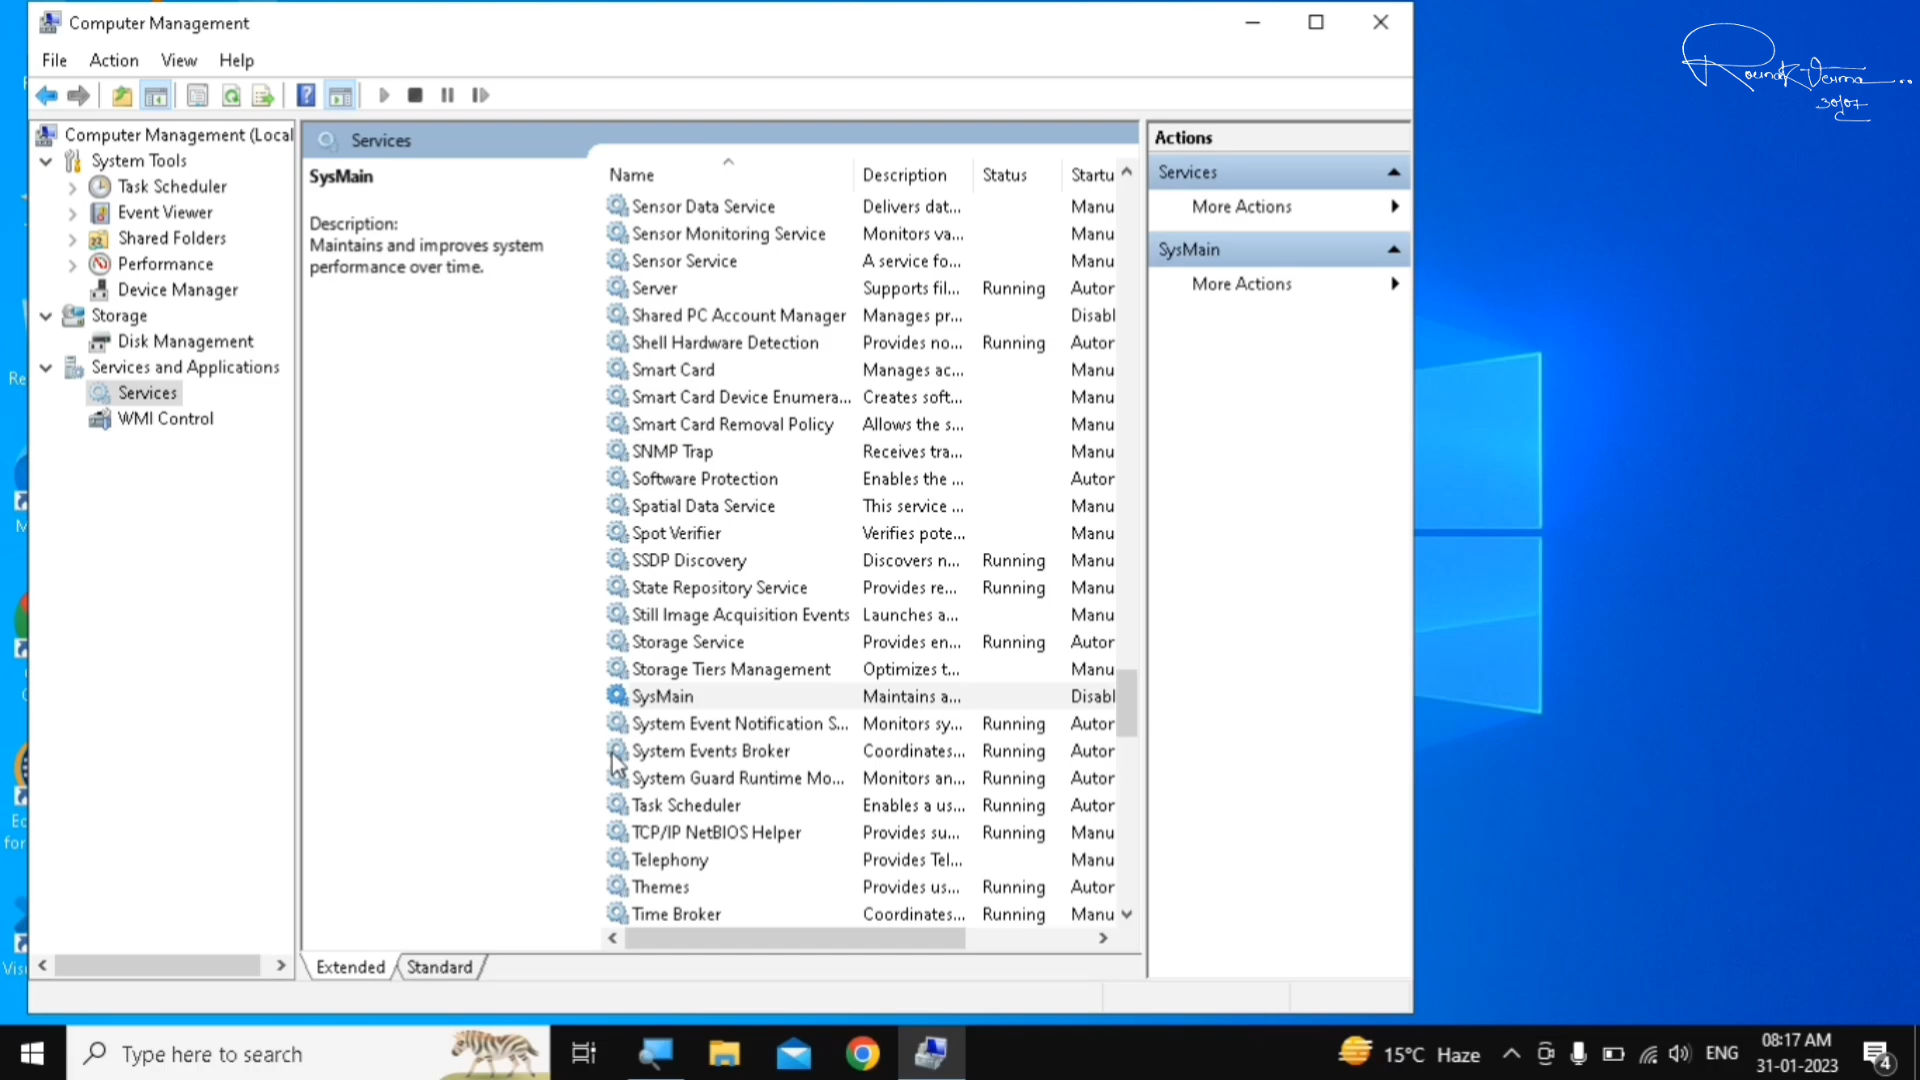 Computer Management
File Action View Help
Computer Management (Local
System Tools
Task Scheduler
Event Viewer
Shared Folders
Performance
Device Manager
Storage
Disk Management
Services and Applications
Services
WMI Control
Services
SysMain
Description:
Maintains and improves system
performance over time.
Name Description Status Startu
Sensor Data Service Delivers dat... Manu
Sensor Monitoring Service Monitors va... Manu
Sensor Service A service fo... Manu
Server Supports fil... Running Autor
Shared PC Account Manager Manages pr... Disabl
Shell Hardware Detection Provides no... Running Autor
Smart Card Manages ac... Manu
Smart Card Device Enumera... Creates soft... Manu
Smart Card Removal Policy Allows the s... Manu
SNMP Trap Receives tra... Manu
Software Protection Enables the ... Autor
Spatial Data Service This service ... Manu
Spot Verifier Verifies pote... Manu
SSDP Discovery Discovers n... Running Manu
State Repository Service Provides re... Running Manu
Still Image Acquisition Events Launches a... Manu
Storage Service Provides en... Running Autor
Storage Tiers Management Optimizes t... Manu
SysMain Maintains a... Disabl
System Event Notification S... Monitors sy... Running Autor
System Events Broker Coordinates... Running Autor
System Guard Runtime Mo... Monitors an... Running Autor
Task Scheduler Enables a us... Running Autor
TCP/IP NetBIOS Helper Provides su... Running Manu
Telephony Provides Tel... Manu
Themes Provides us... Running Autor
Time Broker Coordinates... Running Manu
Extended Standard
Actions
Services
More Actions
SysMain
More Actions
Verma
30/07
Type here to search
15°C Haze
ENG
08:17 AM
31-01-2023
4